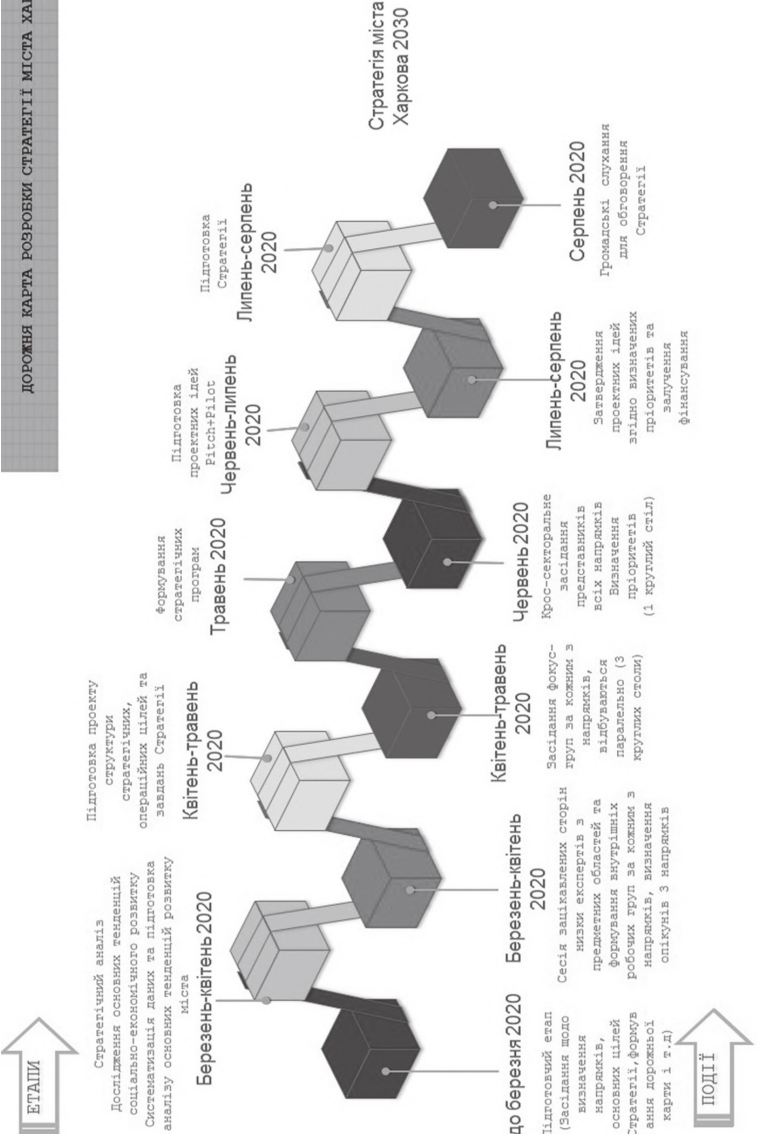 ДОРОЖНЯ КАРТА РОЗРОБКИ СТРАТЕГІЇ МІСТА
ЕТАПИ
Стратегічний аналіз
Дослідження основних тенденцій
соціально-економічного розвитку
Систематизація даних та підготовка
аналізу основних тенденцій розвитку
міста
Березень-квітень 2020
Підготовка проекту
структури
стратегічних,
операційних цілей та
завдань Стратегії
Квітень-травень
2020
Формування
стратегічних
програм
Травень 2020
Підготовка
проектних ідей
Pitch+Pilot
Червень-липень
2020
Підготовка
Стратегії
Липень-серпень
2020
Стратегія міста
Харкова 2030
до березня 2020
Підготовчий етап
(Засідання щодо
визначення
напрямків,
основних цілей
Стратегії,формув
ання дорожньої
карти і т.д)
Березень-квітень
2020
Сесія зацікавлених сторін
низки експертів з
предметних областей та
формування внутрішніх
робочих груп за кожним з
напрямків, визначення
опікунів 3 напрямків
Квітень-травень
2020
Засідання фокус-
груп за кожним з
напрямків,
відбуваються
паралельно (3
круглих столи)
Червень 2020
Крос-секторальне
засідання
представників
всіх напрямків
Визначення
пріоритетів
(1 круглий стіл)
Липень-серпень
2020
Затвердження
проектних ідей
згідно визначених
пріоритетів та
залучення
фінансування
Серпень 2020
Громадські слухання
для обговорення
Стратегії
ПОДІЇ